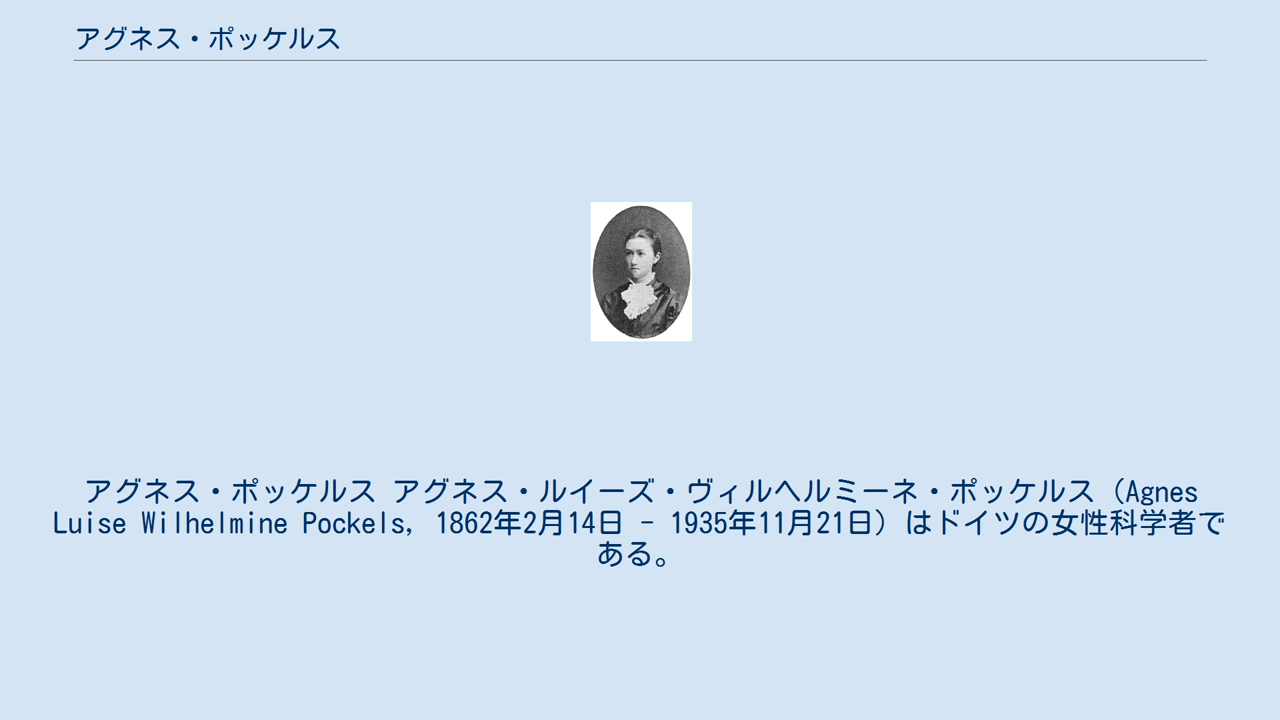 アグネス・ポッケルス
アグネス・ポッケルス アグネス・ルイーズ・ヴィルヘルミーネ・ポッケルス（Agnes
Luise Wilhelmine Pockels, 1862年2月14日 - 1935年11月21日）はドイツの女性科学者で
ある。